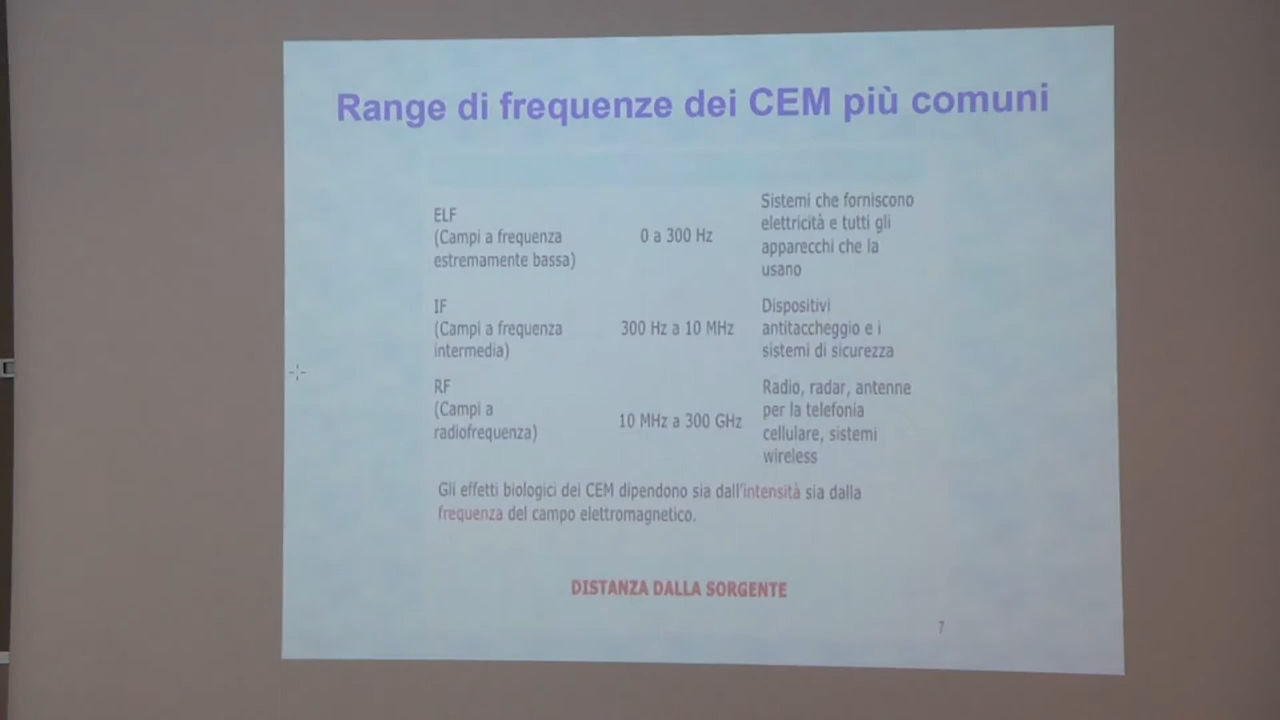 Range di frequenze dei CEM più comuni
ELF
(Campi a frequenza
estremamente bassa)
0 a 300 Hz
Sistemi che forniscono
elettricità e tutti gli
apparecchi che la
usano
IF
(Campi a frequenza
intermedia)
300 Hz a 10 MHz
Dispositivi
antitaccheggio e i
sistemi di sicurezza
RF
(Campi a
radiofrequenza)
10 MHz a 300 GHz
Radio, radar, antenne
per la telefonia
cellulare, sistemi
wireless
Gli effetti biologici dei CEM dipendono sia dall'intensità sia dalla
frequenza del campo elettromagnetico.
DISTANZA DALLA SORGENTE
7